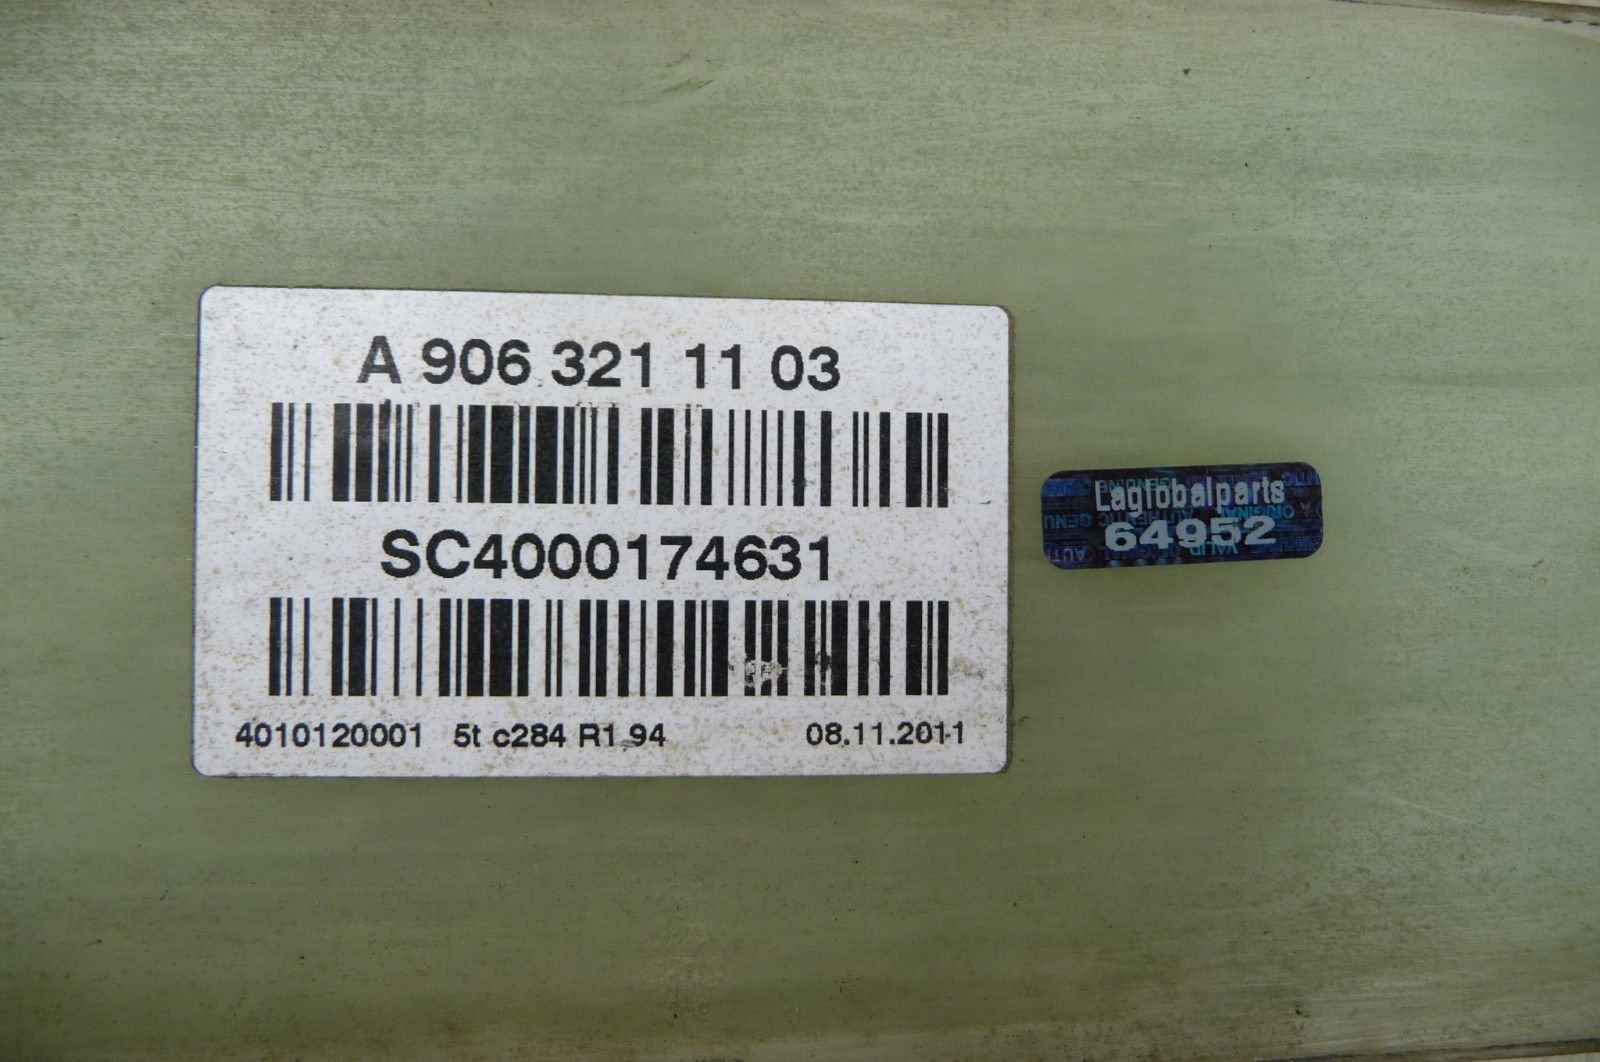 A 906 321 11 03
SC4000174631
4010120001 5t c284 R1,94 08.11.2011
Laglobalparts
64952